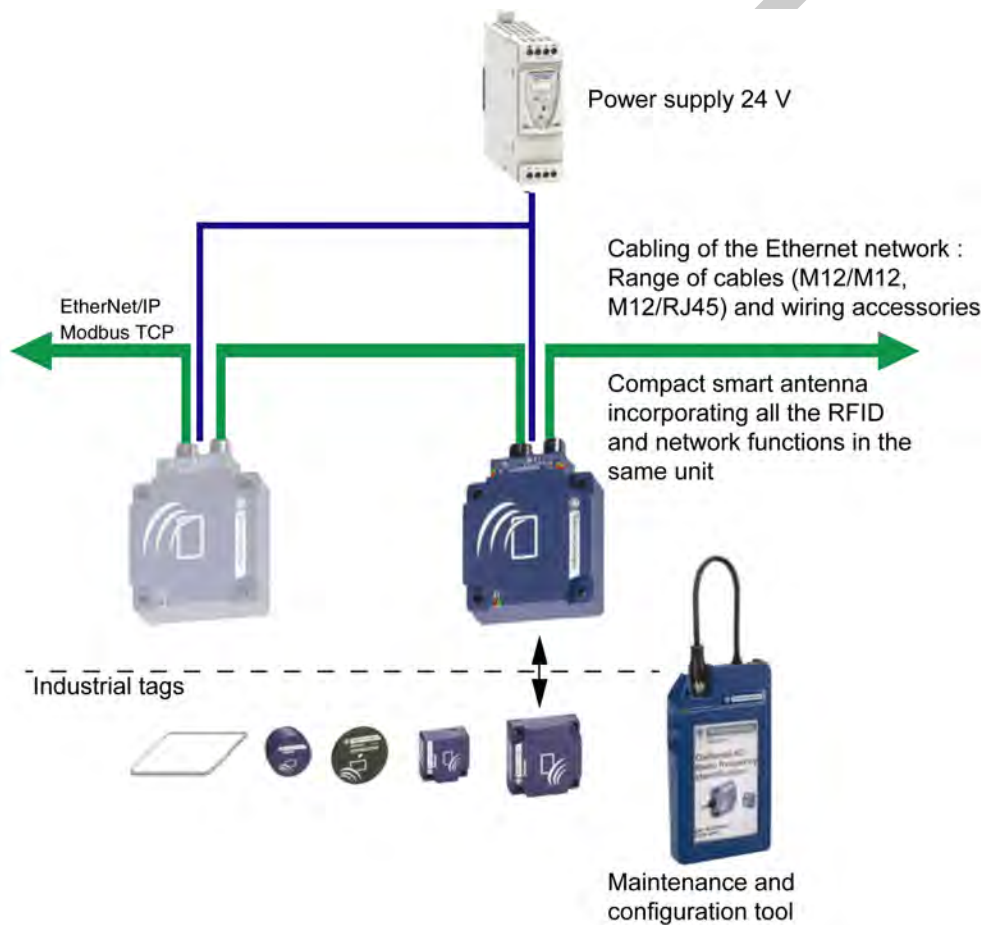 Power supply 24 V
Cabling of the Ethernet network :
Range of cables (M12/M12,
M12/RJ45) and wiring accessories
EtherNet/IP
Modbus TCP
Compact smart antenna
incorporating all the RFID
and network functions in the
same unit
Industrial tags
Maintenance and
configuration tool